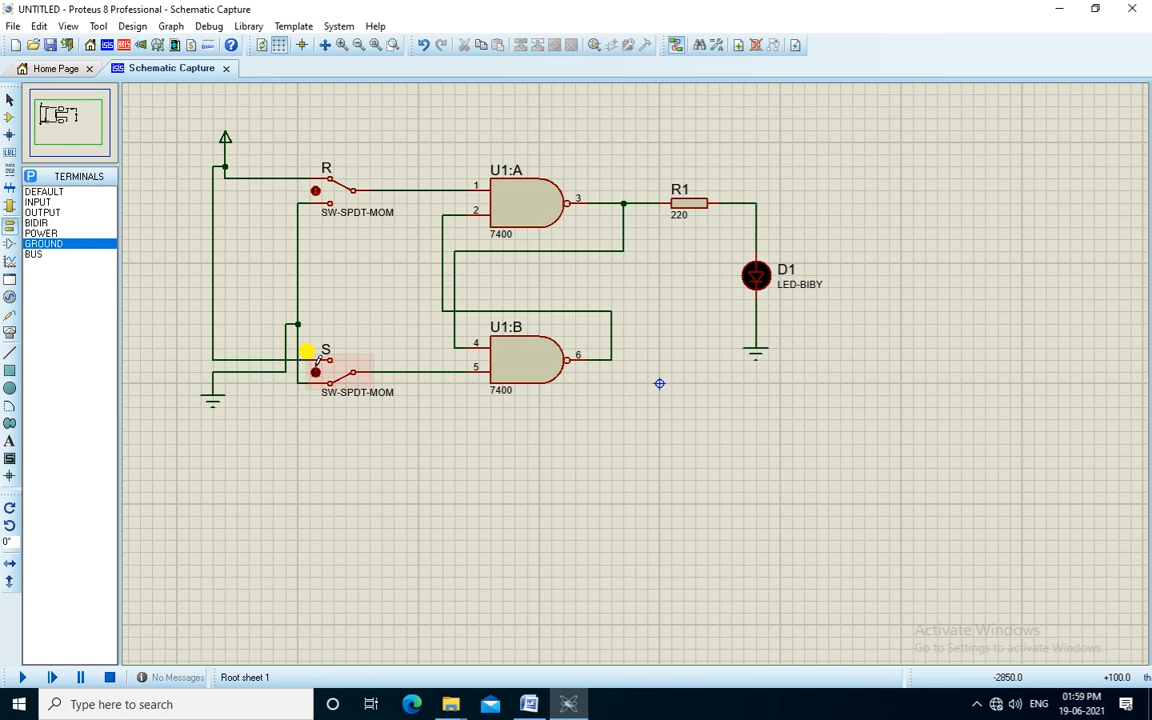 UNTITLED - Proteus 8 Professional - Schematic Capture
File Edit View Tool Design Graph Debug Library Template System Help
Home Page Schematic Capture
P TERMINALS
DEFAULT
INPUT
OUTPUT
BIDIR
POWER
GROUND
BUS
LBL
A
S
0°
R
SW-SPDT-MOM
S
SW-SPDT-MOM
U1:A
1
2
3
7400
U1:B
4
5
6
7400
R1
220
D1
LED-BIBY
Activate Windows
Go to Settings to activate Windows.
No Messages Root sheet 1 -2850.0 +100.0 th
Type here to search
ENG 01:59 PM
19-06-2021